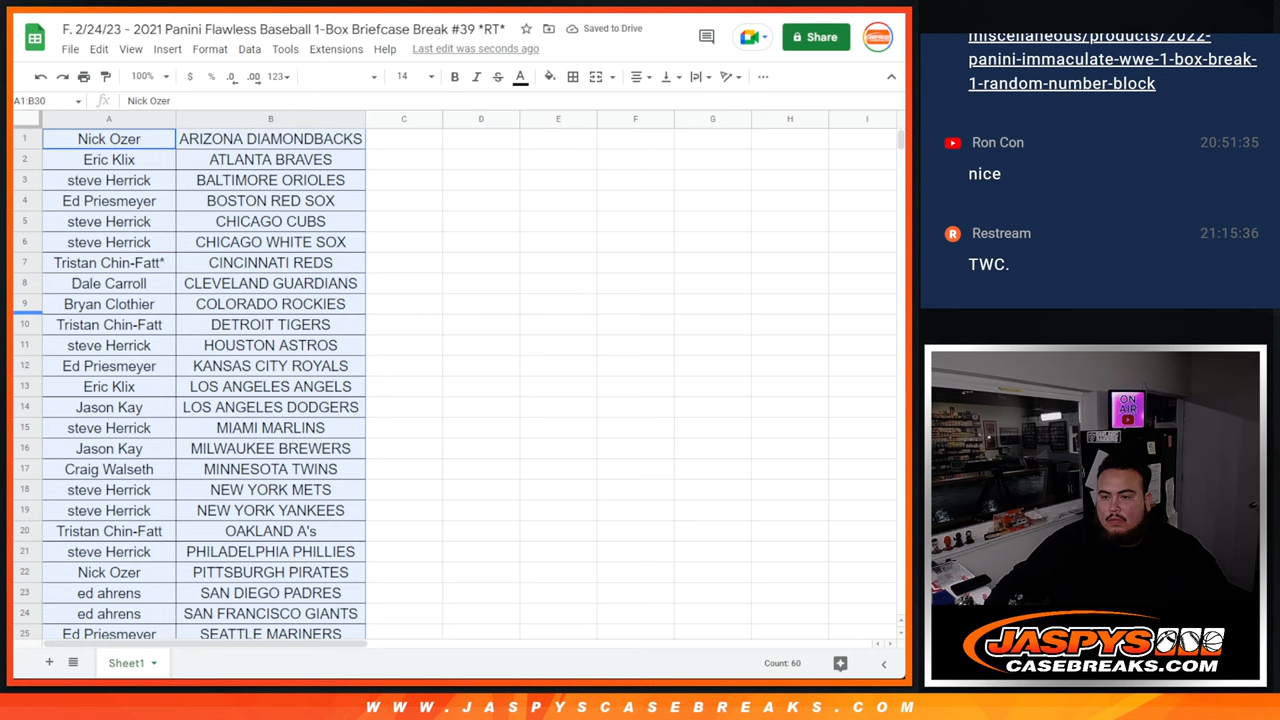 F. 2/24/23 - 2021 Panini Flawless Baseball 1-Box Briefcase Break #39 *RT*
Saved to Drive
Share
File Edit View Insert Format Data Tools Extensions Help Last edit was seconds ago
100% $ % .0 .00 123 14 B I S A
A1:B30 fx Nick Ozer
A B C D E F G H I
1 Nick Ozer ARIZONA DIAMONDBACKS
2 Eric Klix ATLANTA BRAVES
3 steve Herrick BALTIMORE ORIOLES
4 Ed Priesmeyer BOSTON RED SOX
5 steve Herrick CHICAGO CUBS
6 steve Herrick CHICAGO WHITE SOX
7 Tristan Chin-Fatt* CINCINNATI REDS
8 Dale Carroll CLEVELAND GUARDIANS
9 Bryan Clothier COLORADO ROCKIES
10 Tristan Chin-Fatt DETROIT TIGERS
11 steve Herrick HOUSTON ASTROS
12 Ed Priesmeyer KANSAS CITY ROYALS
13 Eric Klix LOS ANGELES ANGELS
14 Jason Kay LOS ANGELES DODGERS
15 steve Herrick MIAMI MARLINS
16 Jason Kay MILWAUKEE BREWERS
17 Craig Walseth MINNESOTA TWINS
18 steve Herrick NEW YORK METS
19 steve Herrick NEW YORK YANKEES
20 Tristan Chin-Fatt OAKLAND A's
21 steve Herrick PHILADELPHIA PHILLIES
22 Nick Ozer PITTSBURGH PIRATES
23 ed ahrens SAN DIEGO PADRES
24 ed ahrens SAN FRANCISCO GIANTS
25 Ed Priesmeyer SEATTLE MARINERS
Sheet1
Count: 60
miscellaneous/products/2022-
panini-immaculate-wwe-1-box-break-
1-random-number-block
Ron Con 20:51:35
nice
Restream 21:15:36
TWC.
ON
AIR
JASPYS
CASEBREAKS.COM
WWW.JASPYSCASEBREAKS.COM